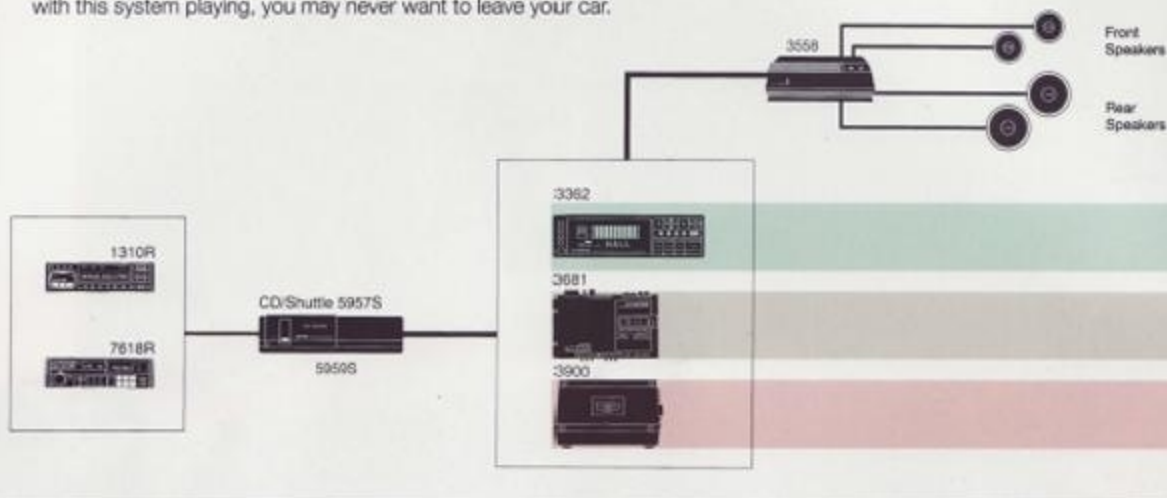 with this system playing, you may never want to leave your car.
3558
Front
Speakers
Rear
Speakers
3362
HALL
1310R
3681
CD/Shuttle 5957S
7618R
5959S
3900